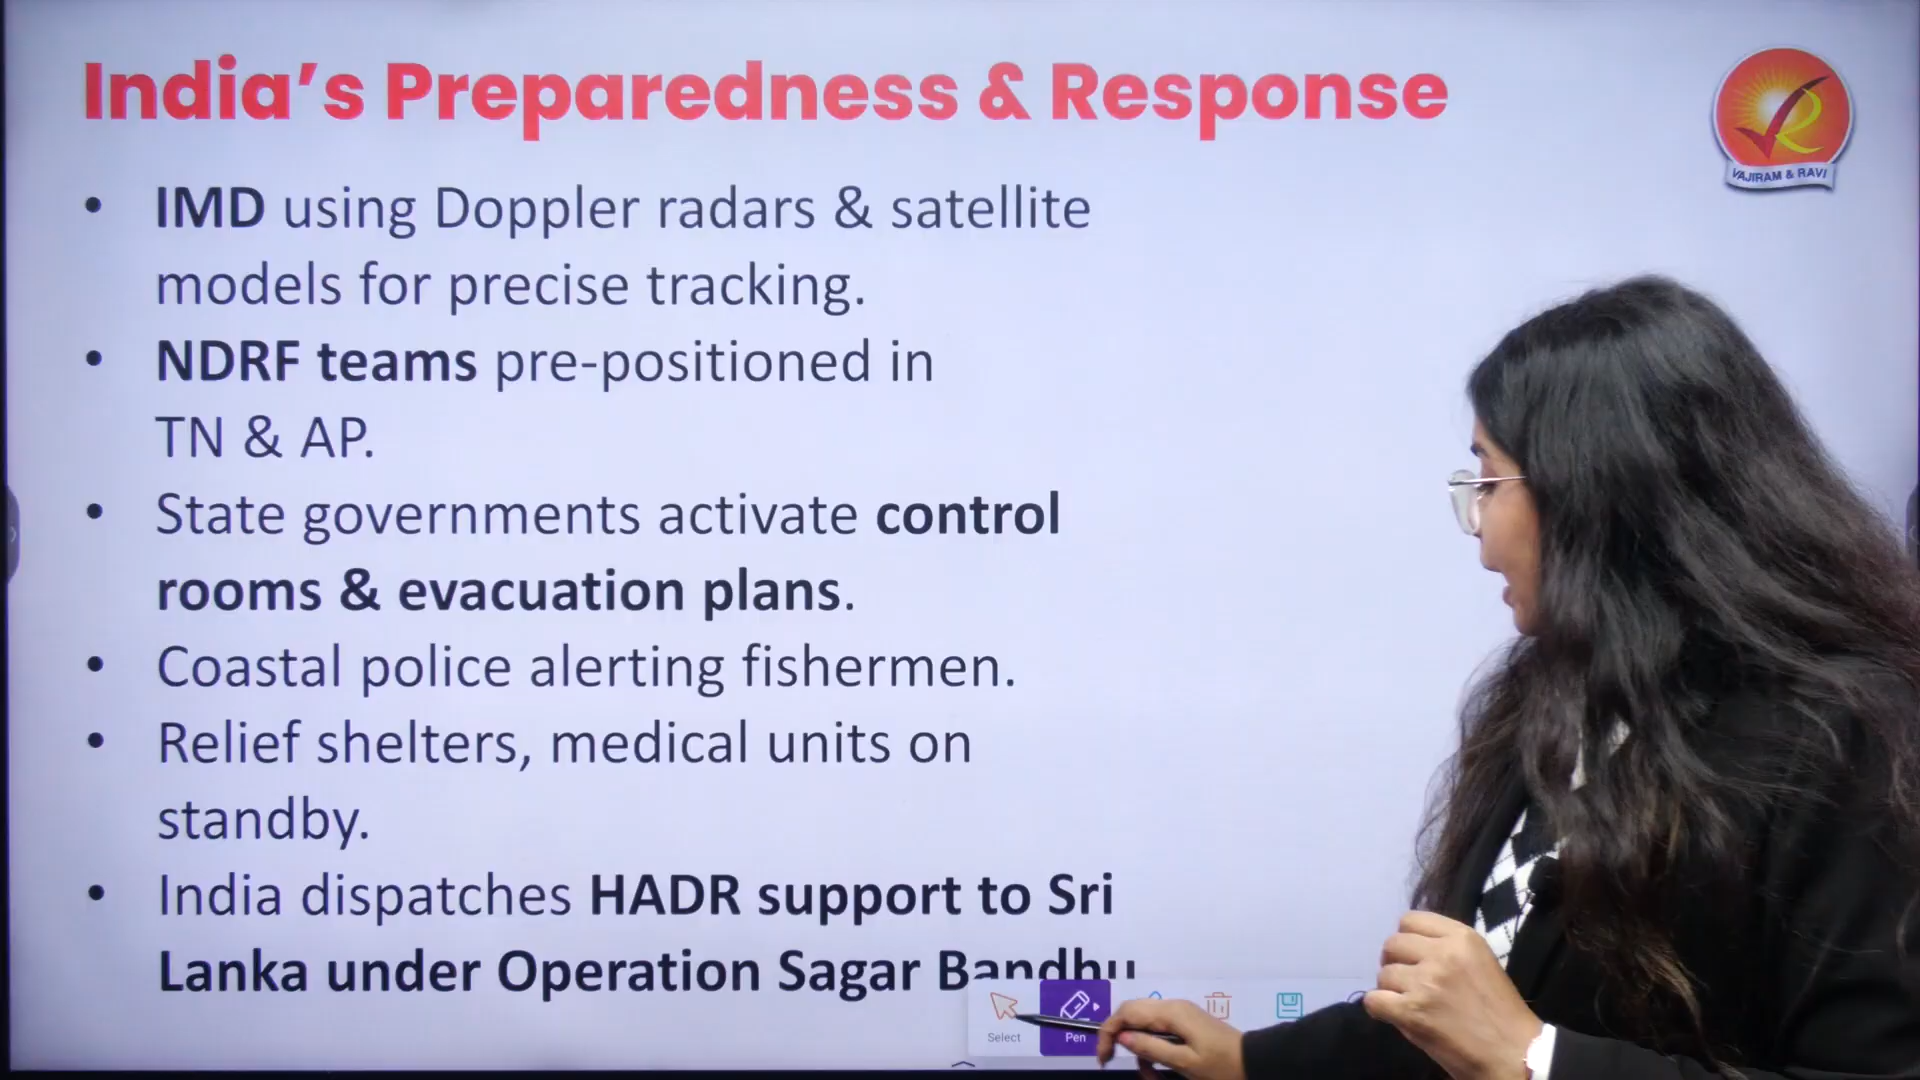 India's Preparedness & Response
VAJIRAM & RAVI
• IMD using Doppler radars & satellite
models for precise tracking.
• NDRF teams pre-positioned in
TN & AP.
• State governments activate control
rooms & evacuation plans.
• Coastal police alerting fishermen.
• Relief shelters, medical units on
standby.
• India dispatches HADR support to Sri
Lanka under Operation Sagar Bandhu
Select
Pen